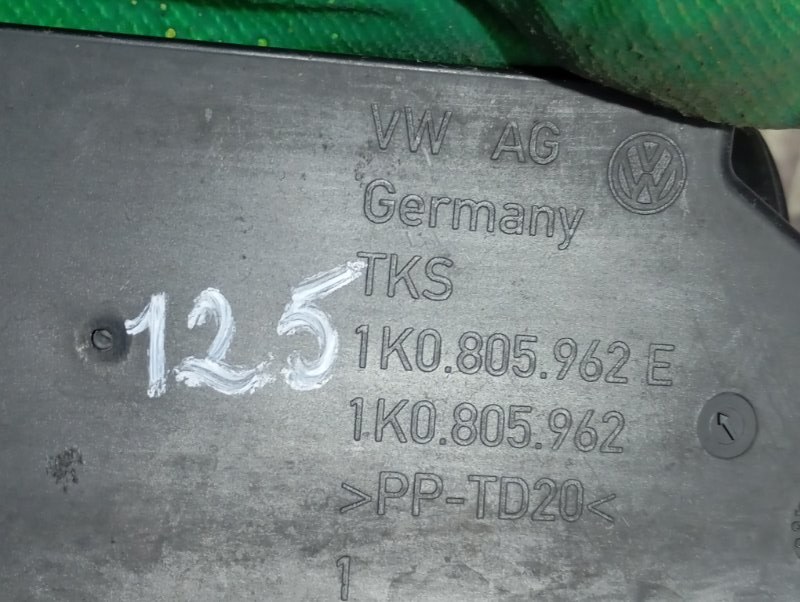 VW AG
Germany
TKS
125
1K0.805.962 E
1K0.805.962
>PP-TD20<
1